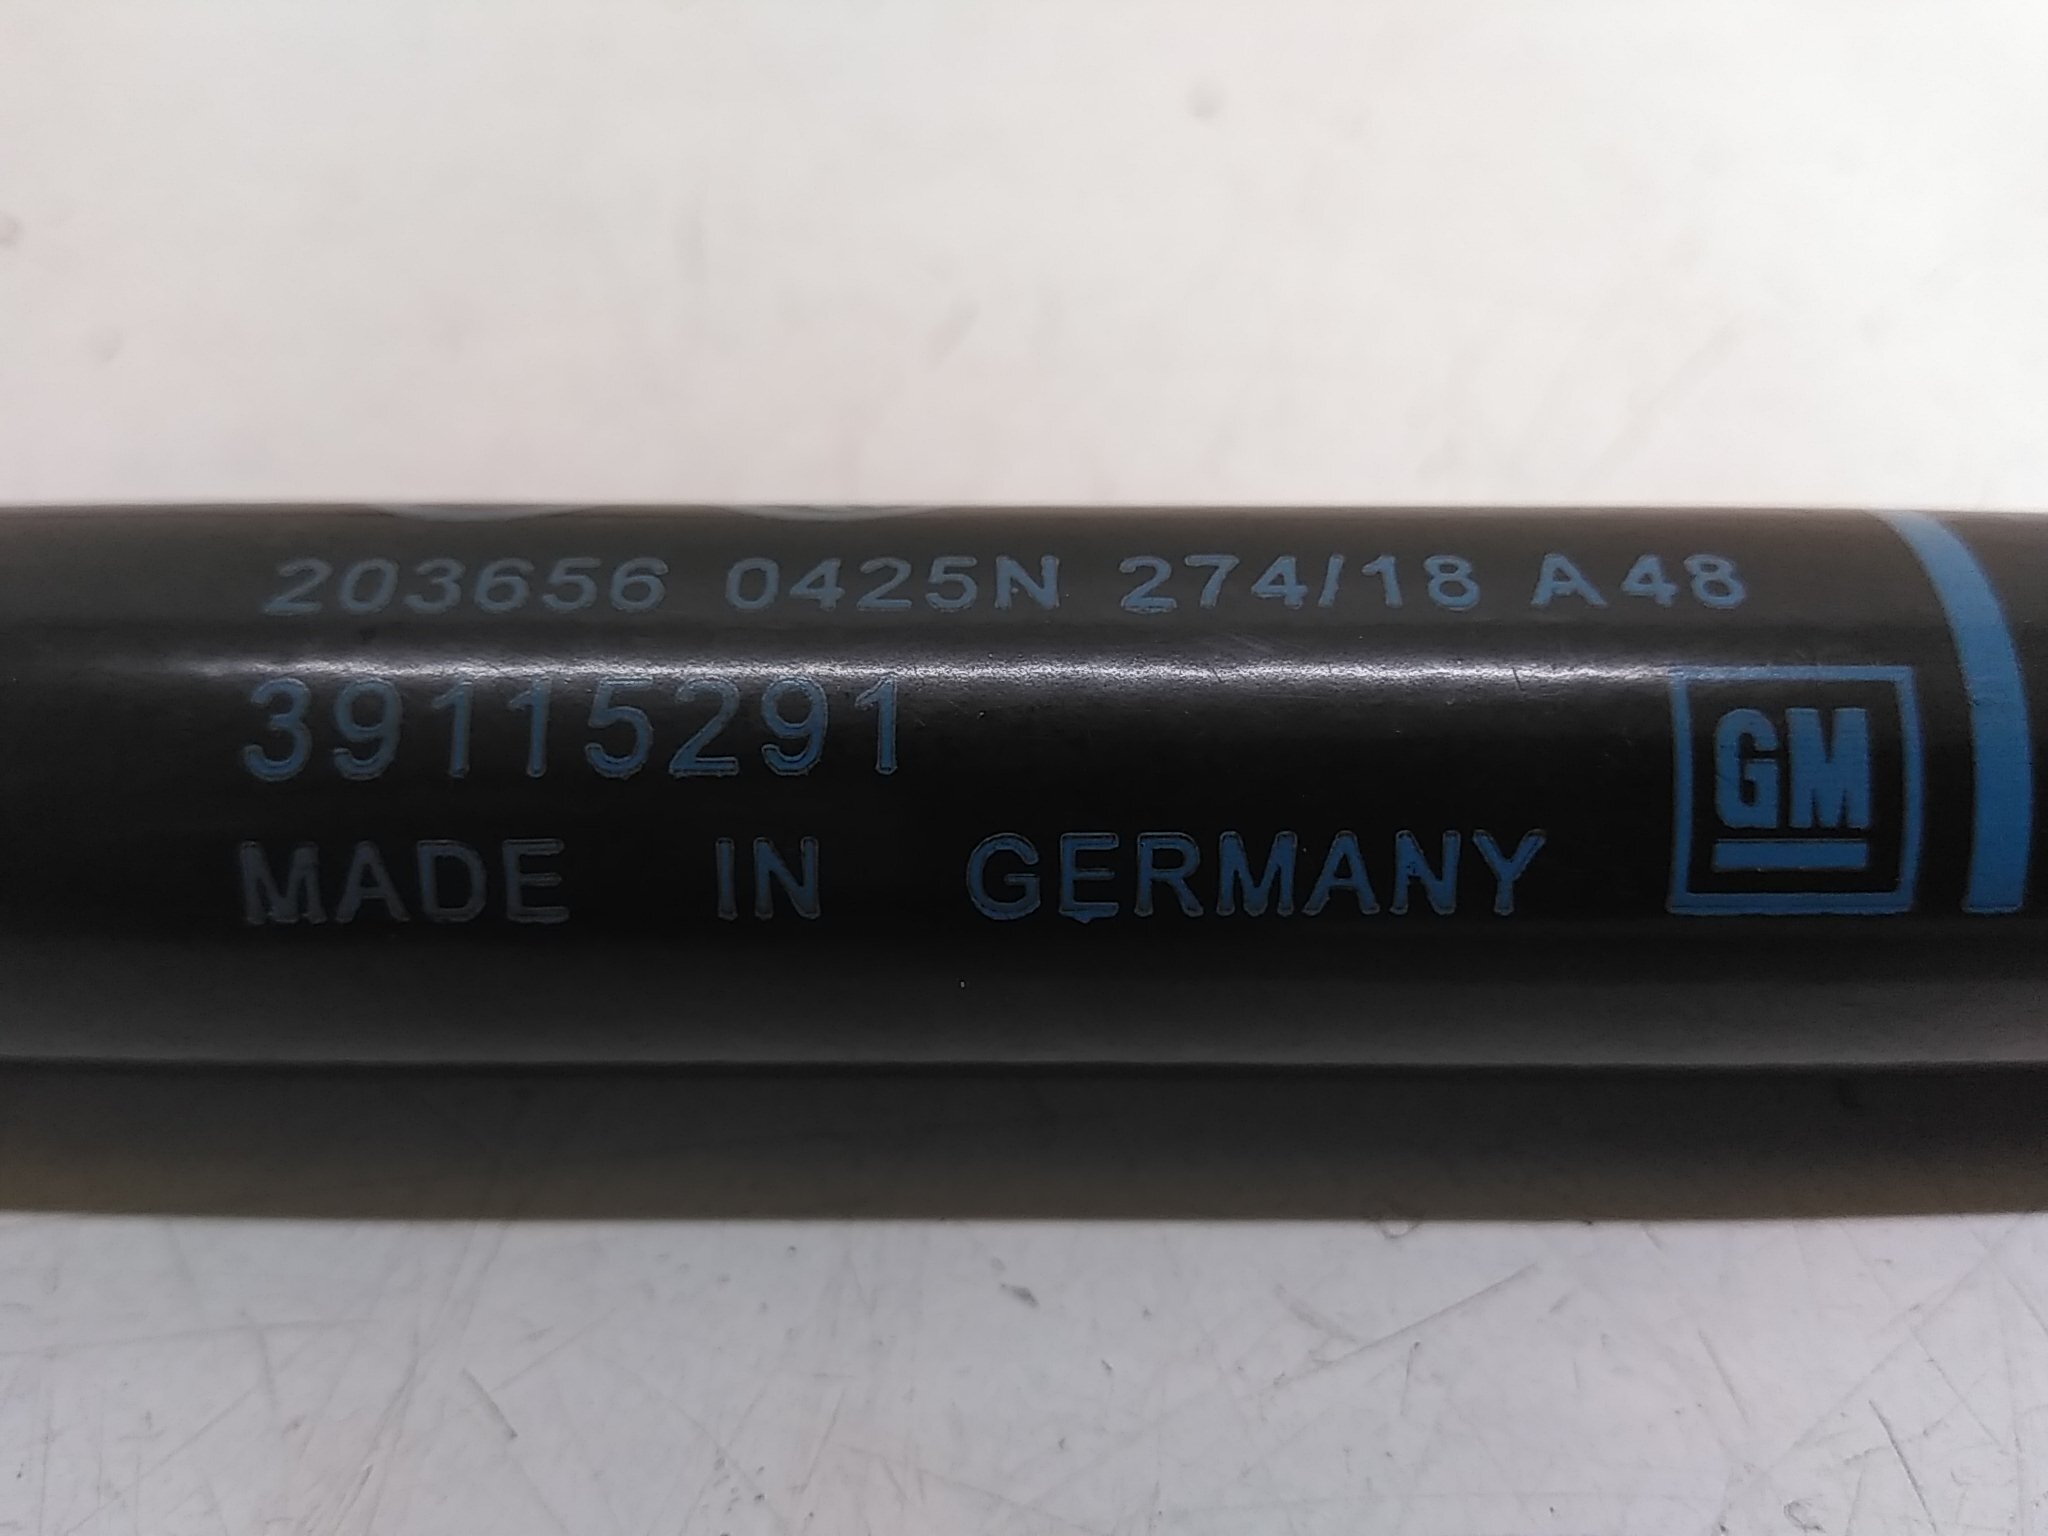 203656 0425N 274/18 A48
39115291
MADE IN GERMANY
GM